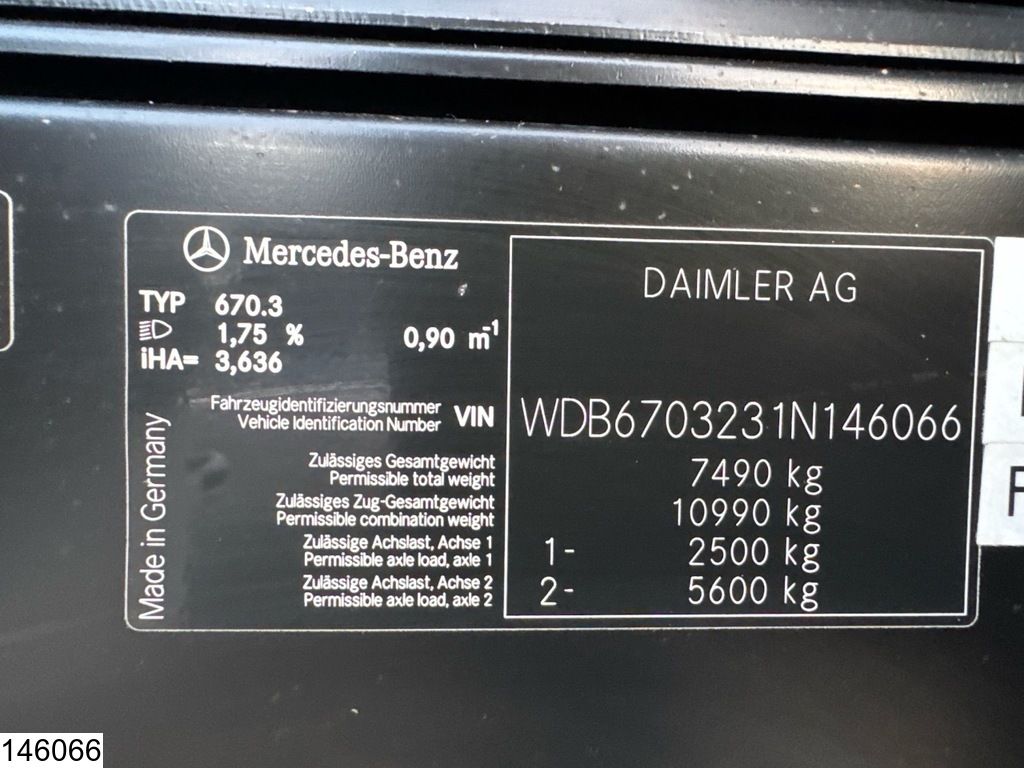 Mercedes-Benz
TYP 670.3
1,75 % 0,90 m⁻¹
iHA= 3,636
Made in Germany
DAIMLER AG
Fahrzeugidentifizierungsnummer
Vehicle Identification Number
VIN WDB6703231N146066
Zulässiges Gesamtgewicht
Permissible total weight
7490 kg
Zulässiges Zug-Gesamtgewicht
Permissible combination weight
10990 kg
Zulässige Achslast, Achse 1
Permissible axle load, axle 1
1- 2500 kg
Zulässige Achslast, Achse 2
Permissible axle load, axle 2
2- 5600 kg
146066